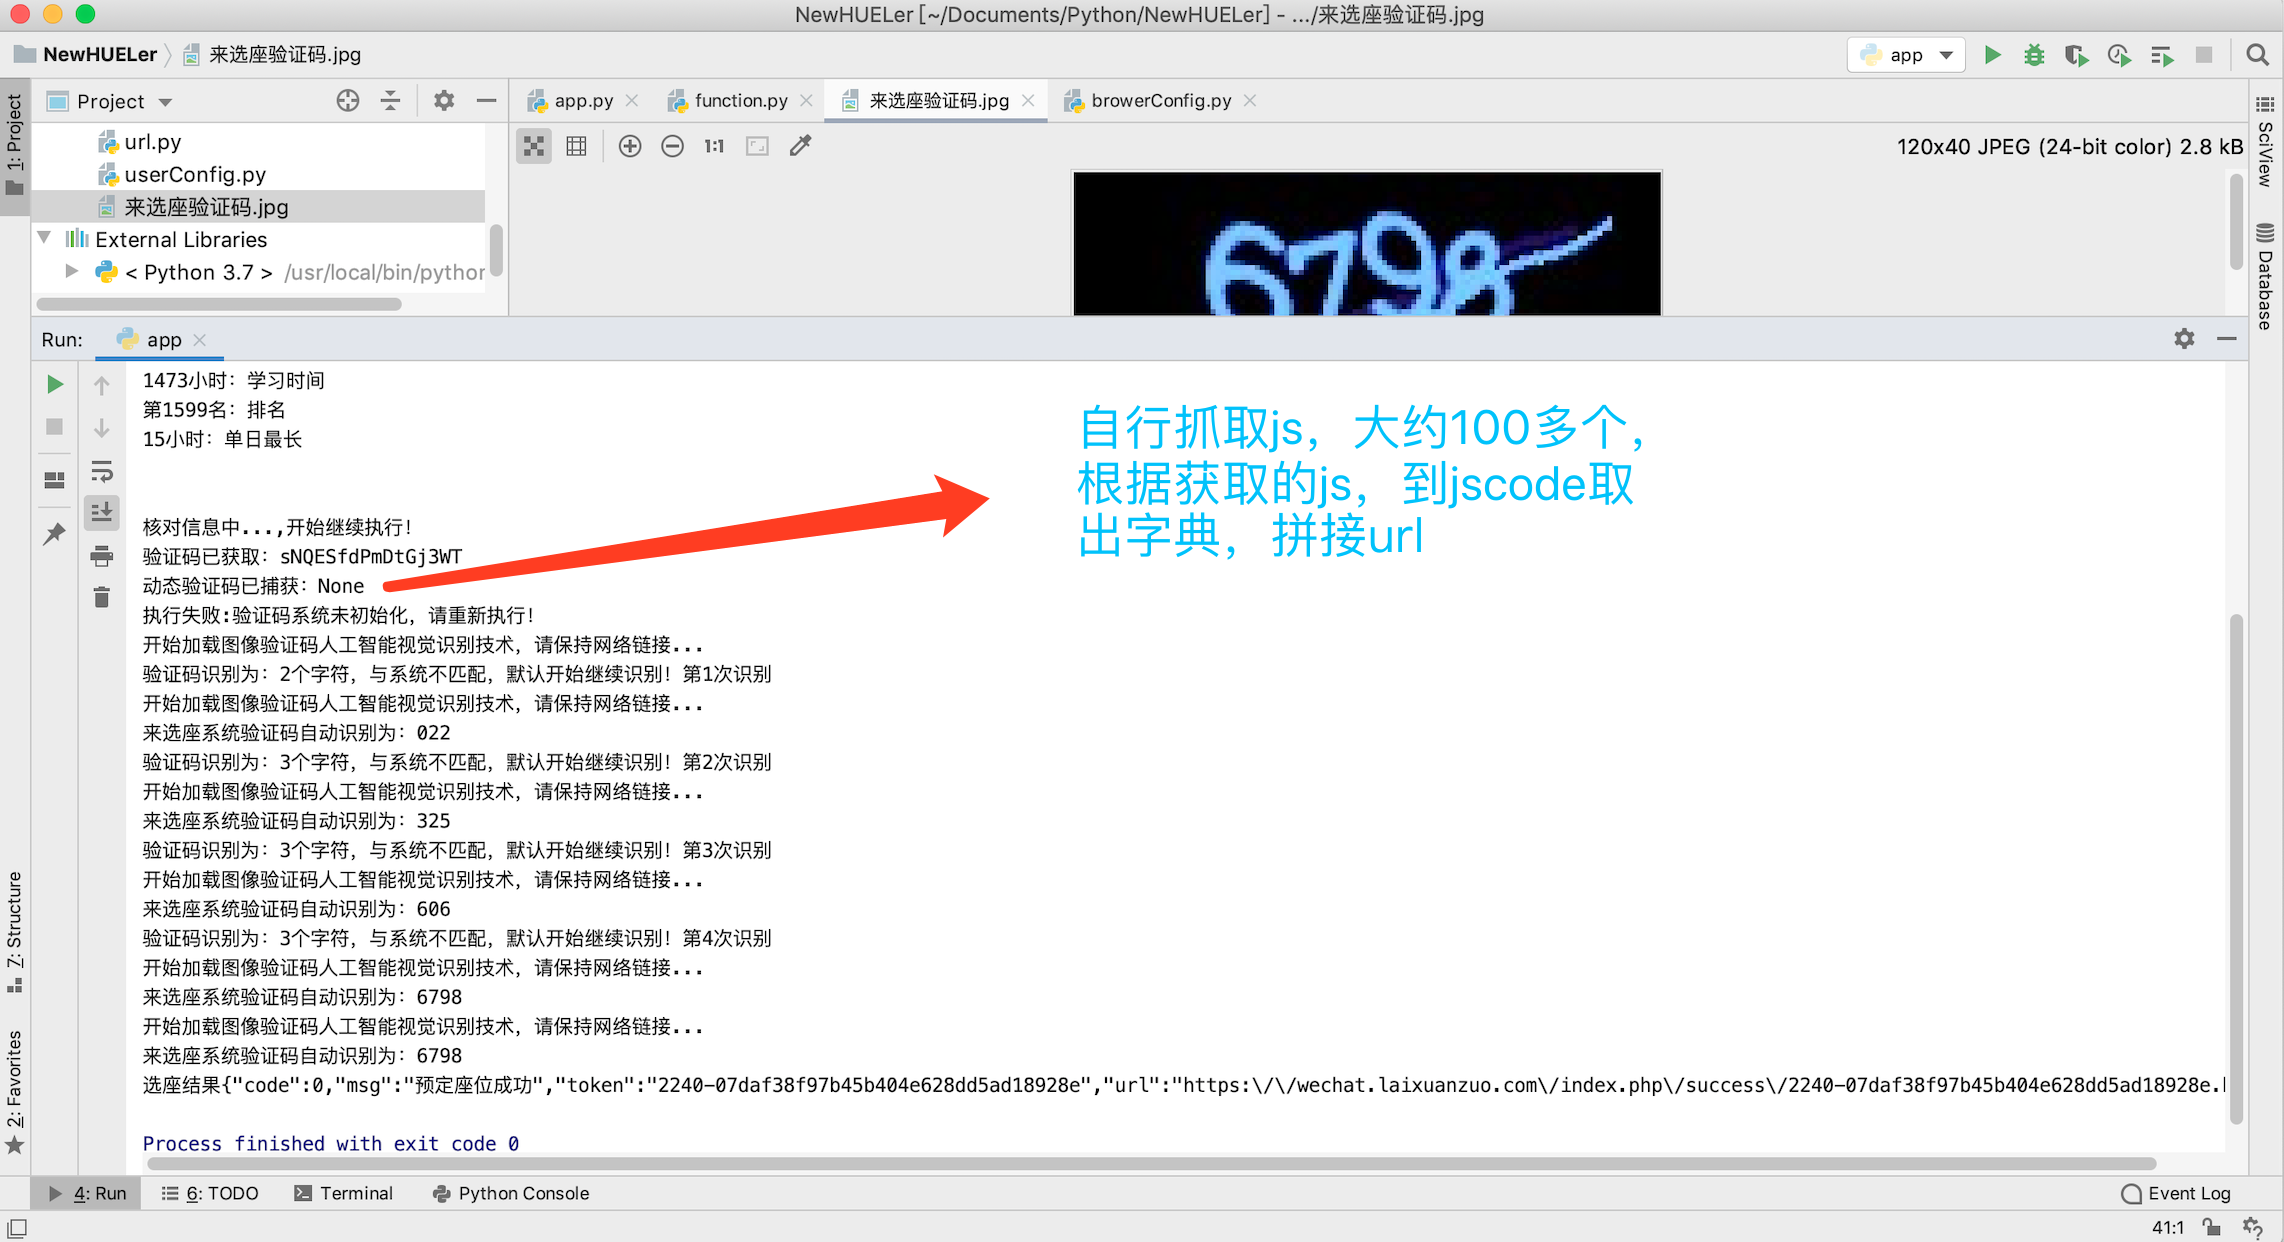 NewHUELer [~/Documents/Python/NewHUELer] - .../来选座验证码.jpg
NewHUELer
来选座验证码.jpg
app
1: Project
Project
url.py
userConfig.py
来选座验证码.jpg
External Libraries
< Python 3.7 > /usr/local/bin/python
app.py
function.py
来选座验证码.jpg
browerConfig.py
1:1
120x40 JPEG (24-bit color) 2.8 kB
6798
SciView
Database
Run:
app
1473小时：学习时间
第1599名：排名
15小时：单日最长
核对信息中...,开始继续执行！
验证码已获取：sNQESfdPmDtGj3WT
动态验证码已捕获：None
执行失败:验证码系统未初始化，请重新执行！
开始加载图像验证码人工智能视觉识别技术，请保持网络链接...
验证码识别为：2个字符，与系统不匹配，默认开始继续识别！第1次识别
开始加载图像验证码人工智能视觉识别技术，请保持网络链接...
来选座系统验证码自动识别为：022
验证码识别为：3个字符，与系统不匹配，默认开始继续识别！第2次识别
开始加载图像验证码人工智能视觉识别技术，请保持网络链接...
来选座系统验证码自动识别为：325
验证码识别为：3个字符，与系统不匹配，默认开始继续识别！第3次识别
开始加载图像验证码人工智能视觉识别技术，请保持网络链接...
来选座系统验证码自动识别为：606
验证码识别为：3个字符，与系统不匹配，默认开始继续识别！第4次识别
开始加载图像验证码人工智能视觉识别技术，请保持网络链接...
来选座系统验证码自动识别为：6798
开始加载图像验证码人工智能视觉识别技术，请保持网络链接...
来选座系统验证码自动识别为：6798
选座结果{"code":0,"msg":"预定座位成功","token":"2240-07daf38f97b45b404e628dd5ad18928e","url":"https:\/\/wechat.laixuanzuo.com\/index.php\/success\/2240-07daf38f97b45b404e628dd5ad18928e.
Process finished with exit code 0
自行抓取js，大约100多个，
根据获取的js，到jscode取
出字典，拼接url
7: Structure
2: Favorites
4: Run
6: TODO
Terminal
Python Console
Event Log
41:1